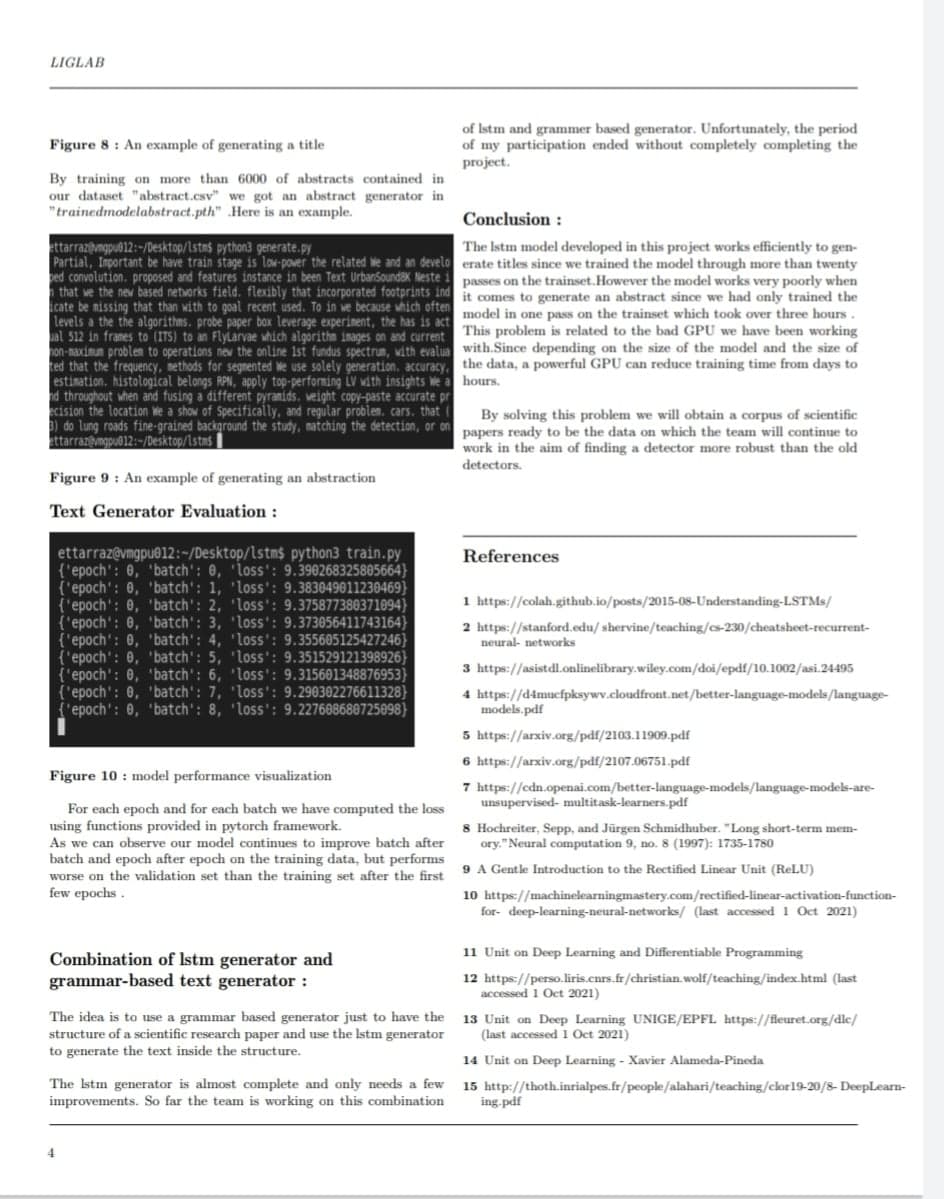 LIGLAB
Figure 8 : An example of generating a title
By training on more than 6000 of abstracts contained in
our dataset "abstract.csv" we got an abstract generator in
"trainedmodelabstract.pth" .Here is an example.
ettarraz@vmgpu012:~/Desktop/lstm$ python3 generate.py
Partial, Important be have train stage is low-power the related We and an develo
ped convolution. proposed and features instance in been Text UrbanSound8K Neste i
n that we the new based networks field. flexibly that incorporated footprints ind
icate be missing that than with to goal recent used. To in we because which often
levels a the the algorithms. probe paper box leverage experiment, the has is act
ual 512 in frames to (ITS) to an FlyLarvae which algorithm images on and current
non-maximum problem to operations new the online 1st fundus spectrum, with evalua
ted that the frequency, methods for segmented We use solely generation. accuracy,
estimation. histological belongs RPN, apply top-performing LV with insights We a
nd throughout when and fusing a different pyramids. weight copy-paste accurate pr
ecision the location We a show of Specifically, and regular problem. cars. that (
3) do lung roads fine-grained background the study, matching the detection, or on
ettarraz@vmgpu012:~/Desktop/lstm$
Figure 9 : An example of generating an abstraction
Text Generator Evaluation :
ettarraz@vmgpu012:~/Desktop/lstm$ python3 train.py
{'epoch': 0, 'batch': 0, 'loss': 9.390268325805664}
{'epoch': 0, 'batch': 1, 'loss': 9.383049011230469}
{'epoch': 0, 'batch': 2, 'loss': 9.375877380371094}
{'epoch': 0, 'batch': 3, 'loss': 9.373056411743164}
{'epoch': 0, 'batch': 4, 'loss': 9.355605125427246}
{'epoch': 0, 'batch': 5, 'loss': 9.351529121398926}
{'epoch': 0, 'batch': 6, 'loss': 9.315601348876953}
{'epoch': 0, 'batch': 7, 'loss': 9.290302276611328}
{'epoch': 0, 'batch': 8, 'loss': 9.227608680725098}
Figure 10 : model performance visualization
For each epoch and for each batch we have computed the loss
using functions provided in pytorch framework.
As we can observe our model continues to improve batch after
batch and epoch after epoch on the training data, but performs
worse on the validation set than the training set after the first
few epochs .
Combination of lstm generator and
grammar-based text generator :
The idea is to use a grammar based generator just to have the
structure of a scientific research paper and use the lstm generator
to generate the text inside the structure.
The lstm generator is almost complete and only needs a few
improvements. So far the team is working on this combination
of lstm and grammer based generator. Unfortunately, the period
of my participation ended without completely completing the
project.
Conclusion :
The lstm model developed in this project works efficiently to gen-
erate titles since we trained the model through more than twenty
passes on the trainset.However the model works very poorly when
it comes to generate an abstract since we had only trained the
model in one pass on the trainset which took over three hours .
This problem is related to the bad GPU we have been working
with.Since depending on the size of the model and the size of
the data, a powerful GPU can reduce training time from days to
hours.
By solving this problem we will obtain a corpus of scientific
papers ready to be the data on which the team will continue to
work in the aim of finding a detector more robust than the old
detectors.
References
1 https://colah.github.io/posts/2015-08-Understanding-LSTMs/
2 https://stanford.edu/ shervine/teaching/cs-230/cheatsheet-recurrent-
neural- networks
3 https://asistdl.onlinelibrary.wiley.com/doi/epdf/10.1002/asi.24495
4 https://d4mucfpksywv.cloudfront.net/better-language-models/language-
models.pdf
5 https://arxiv.org/pdf/2103.11909.pdf
6 https://arxiv.org/pdf/2107.06751.pdf
7 https://cdn.openai.com/better-language-models/language-models-are-
unsupervised- multitask-learners.pdf
8 Hochreiter, Sepp, and Jürgen Schmidhuber. "Long short-term mem-
ory."Neural computation 9, no. 8 (1997): 1735-1780
9 A Gentle Introduction to the Rectified Linear Unit (ReLU)
10 https://machinelearningmastery.com/rectified-linear-activation-function-
for- deep-learning-neural-networks/ (last accessed 1 Oct 2021)
11 Unit on Deep Learning and Differentiable Programming
12 https://perso.liris.cnrs.fr/christian.wolf/teaching/index.html (last
accessed 1 Oct 2021)
13 Unit on Deep Learning UNIGE/EPFL https://fleuret.org/dlc/
(last accessed 1 Oct 2021)
14 Unit on Deep Learning - Xavier Alameda-Pineda
15 http://thoth.inrialpes.fr/people/alahari/teaching/clor19-20/8- DeepLearn-
ing.pdf
4